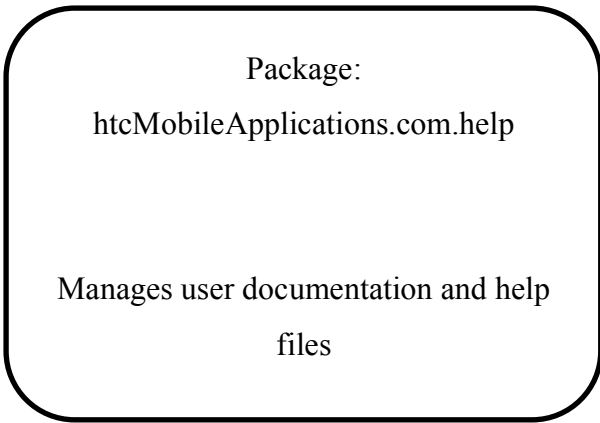 Package:
htcMobileApplications.com.help
Manages user documentation and help
files